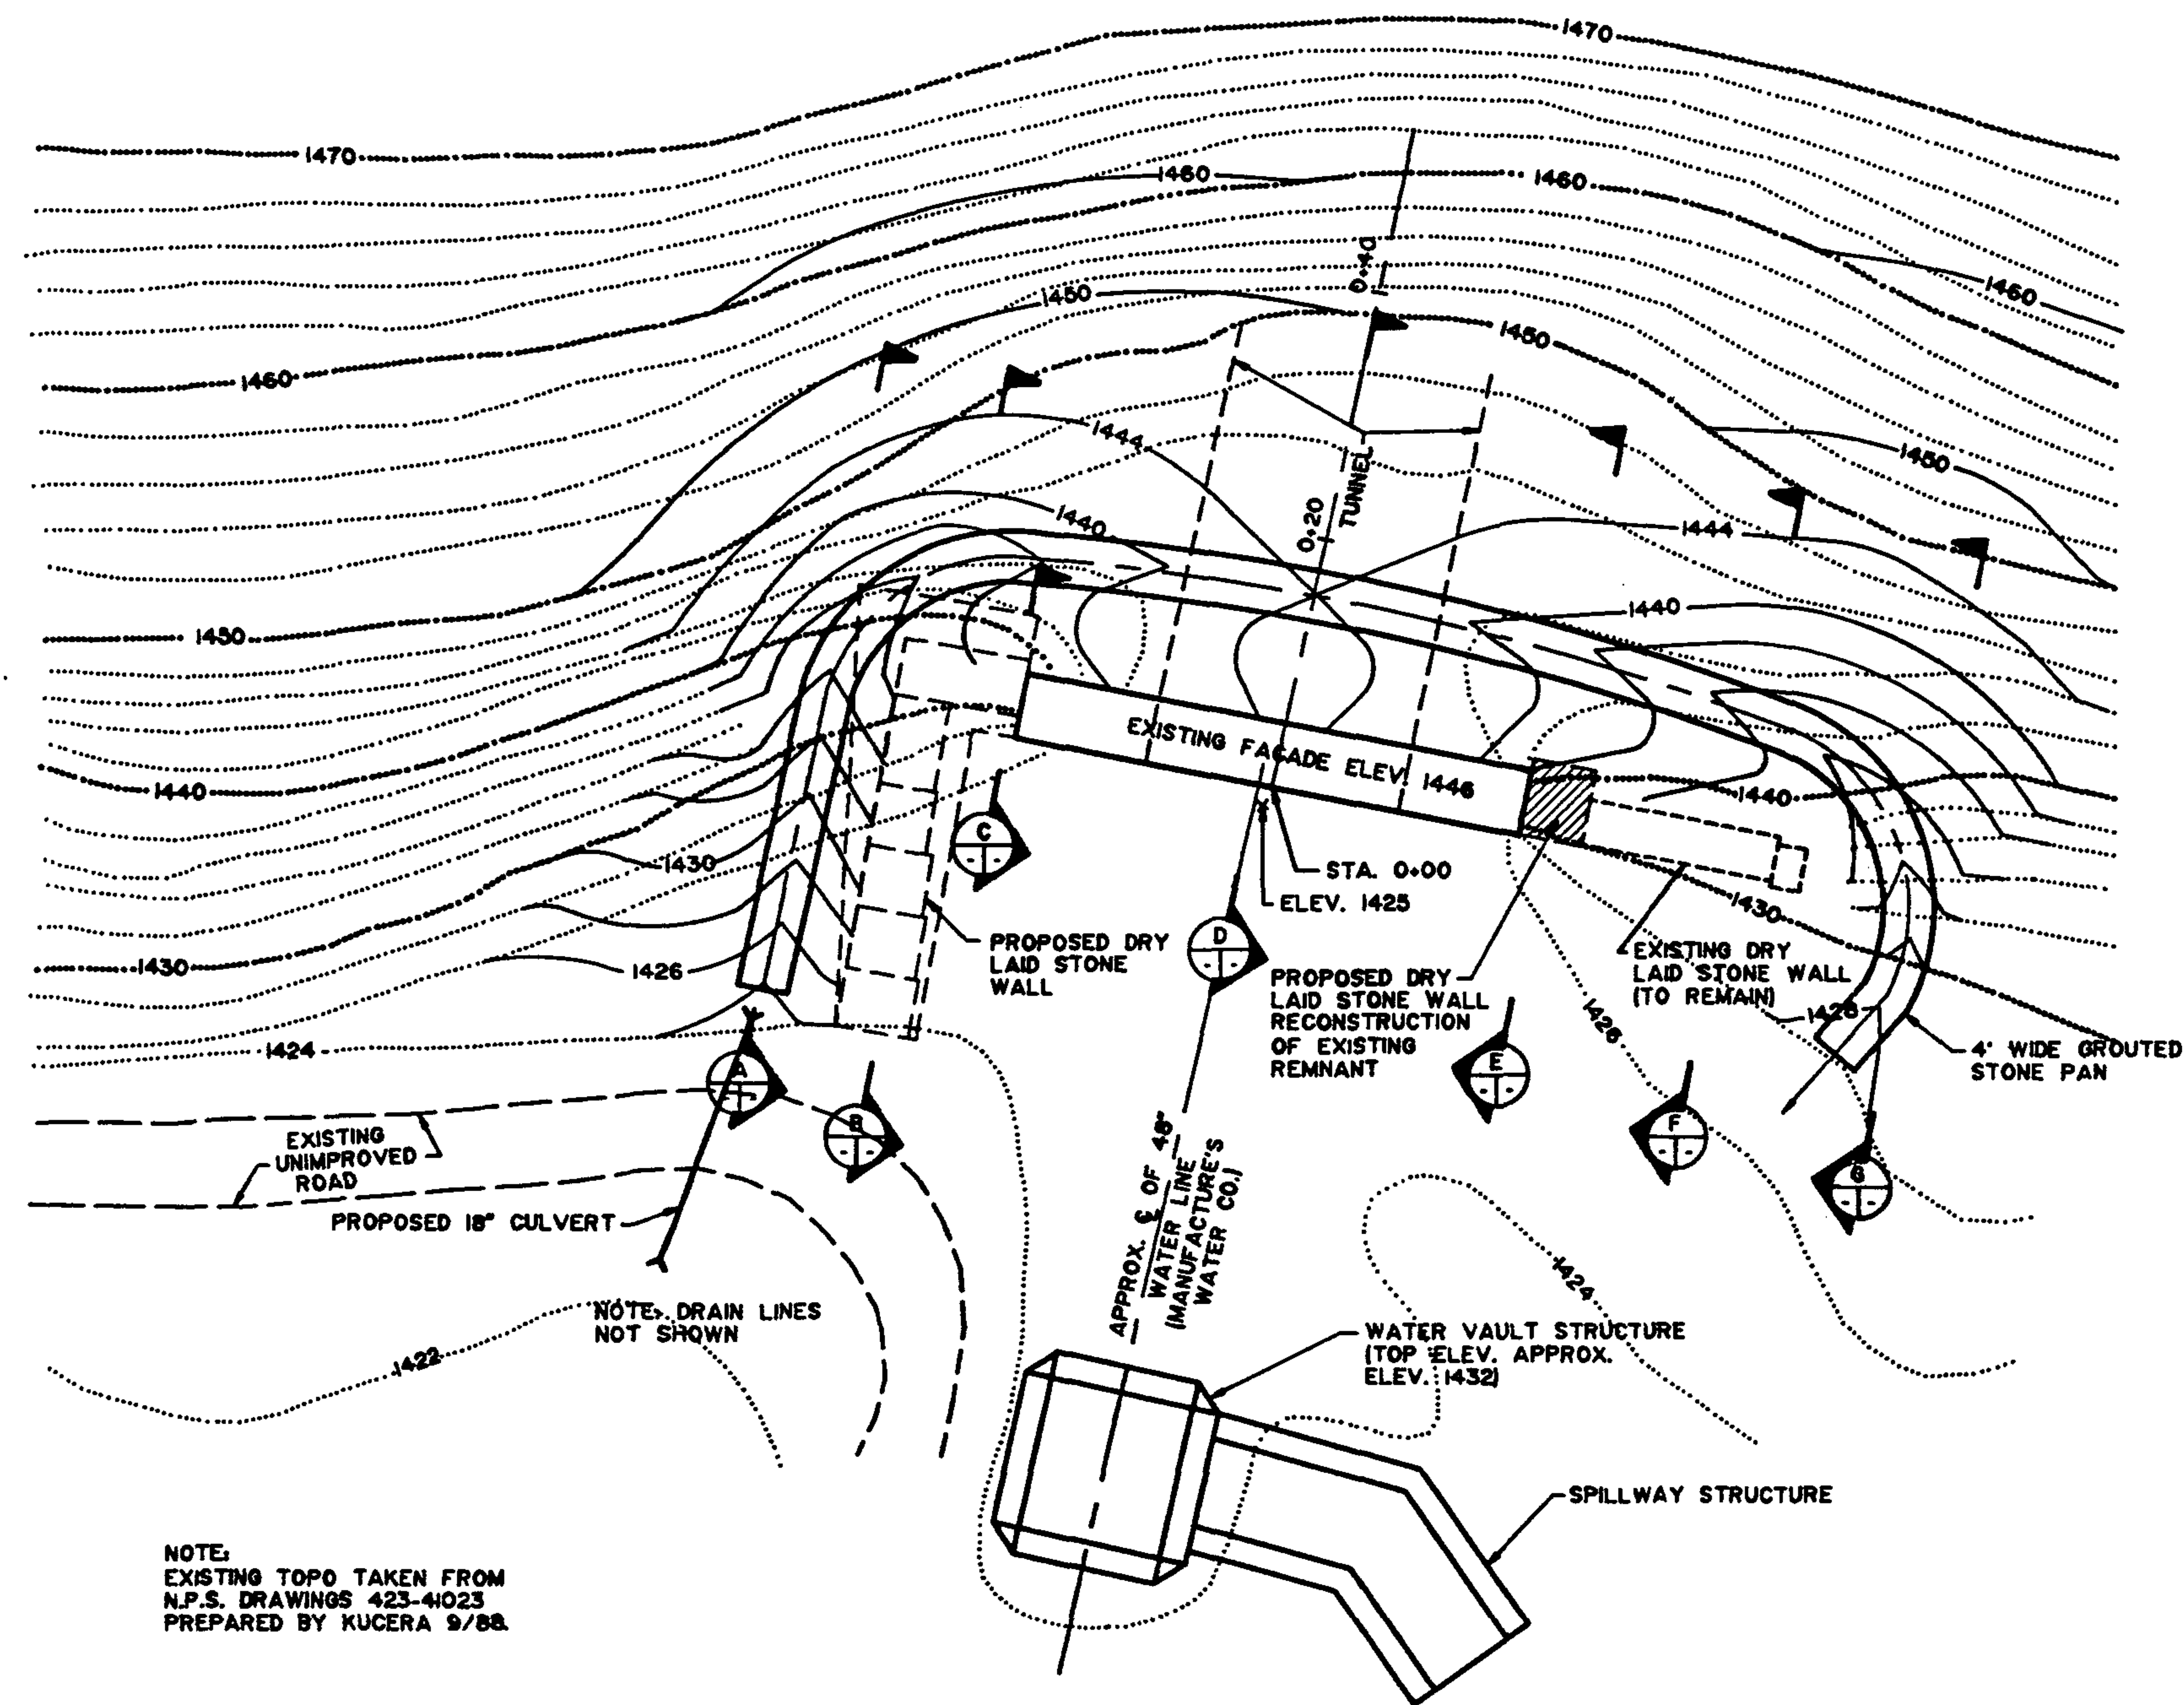 1470
1470
1460
1460
1460
1460
0+40
1450
1450
1450
1450
1444
1444
0+20
TUNNEL
1440
1440
1440
1440
EXISTING FACADE ELEV. 1446
C
STA. 0+00
ELEV. 1425
1430
1430
1430
D
PROPOSED DRY
LAID STONE
WALL
PROPOSED DRY
LAID STONE WALL
RECONSTRUCTION
OF EXISTING
REMNANT
EXISTING DRY
LAID STONE WALL
(TO REMAIN)
1426
1426
1424
4' WIDE GROUTED
STONE PAN
A
B
E
F
G
EXISTING
UNIMPROVED
ROAD
PROPOSED 18" CULVERT
APPROX. ℄ OF 48"
WATER LINE
(MANUFACTURE'S
WATER CO.)
1424
NOTE: DRAIN LINES
NOT SHOWN
1422
WATER VAULT STRUCTURE
(TOP ELEV. APPROX.
ELEV. 1432)
SPILLWAY STRUCTURE
NOTE:
EXISTING TOPO TAKEN FROM
N.P.S. DRAWINGS 423-41023
PREPARED BY KUCERA 9/88.